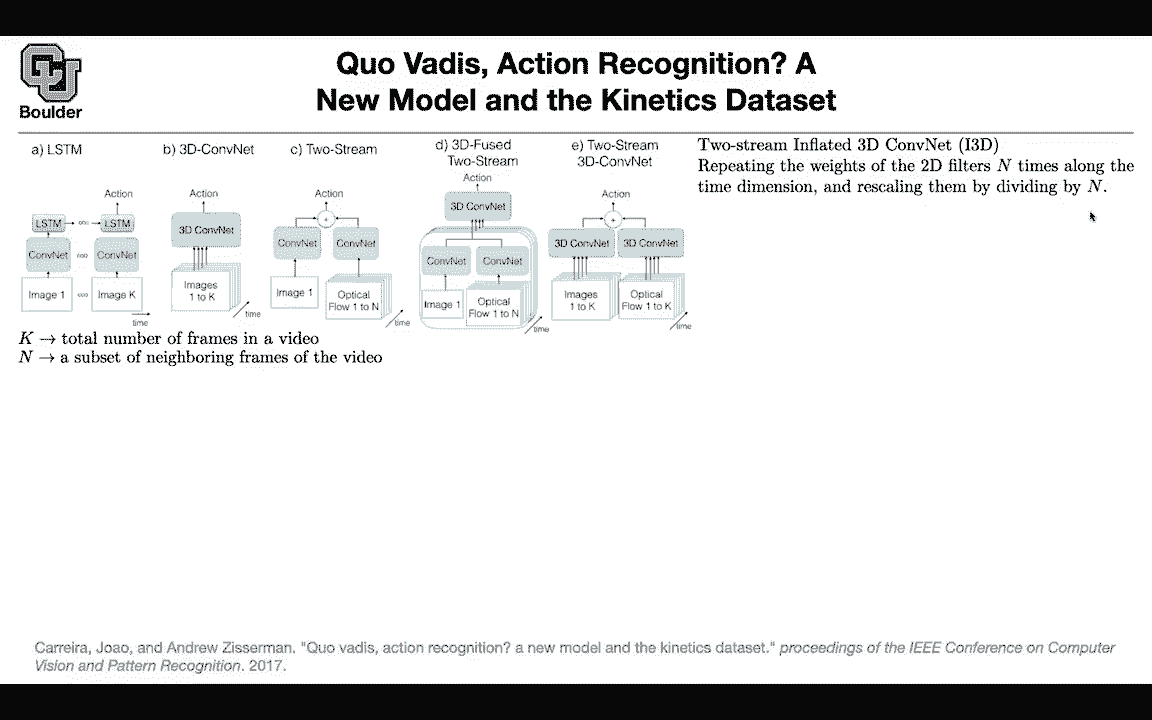 Boulder
Quo Vadis, Action Recognition? A
New Model and the Kinetics Dataset
a) LSTM
Action
LSTM
LSTM
ConvNet
ConvNet
Image 1
Image K
time
b) 3D-ConvNet
Action
3D ConvNet
Images
1 to K
time
c) Two-Stream
Action
+
ConvNet
ConvNet
Image 1
Optical
Flow 1 to N
time
d) 3D-Fused
Two-Stream
Action
3D ConvNet
ConvNet
ConvNet
Image 1
Optical
Flow 1 to N
time
e) Two-Stream
3D-ConvNet
Action
+
3D ConvNet
3D ConvNet
Images
1 to K
Optical
Flow 1 to K
time
Two-stream Inflated 3D ConvNet (I3D)
Repeating the weights of the 2D filters N times along the
time dimension, and rescaling them by dividing by N.
K → total number of frames in a video
N → a subset of neighboring frames of the video
Carreira, Joao, and Andrew Zisserman. "Quo vadis, action recognition? a new model and the kinetics dataset." proceedings of the IEEE Conference on Computer
Vision and Pattern Recognition. 2017.